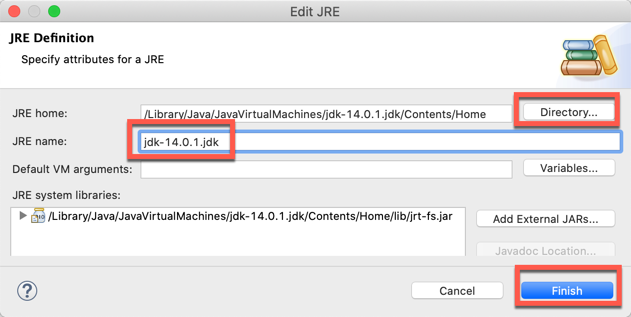 Edit JRE
JRE Definition
Specify attributes for a JRE
JRE home: /Library/Java/JavaVirtualMachines/jdk-14.0.1.jdk/Contents/Home Directory...
JRE name: jdk-14.0.1.jdk
Default VM arguments: Variables...
JRE system libraries:
/Library/Java/JavaVirtualMachines/jdk-14.0.1.jdk/Contents/Home/lib/jrt-fs.jar Add External JARs...
Javadoc Location...
? Cancel Finish